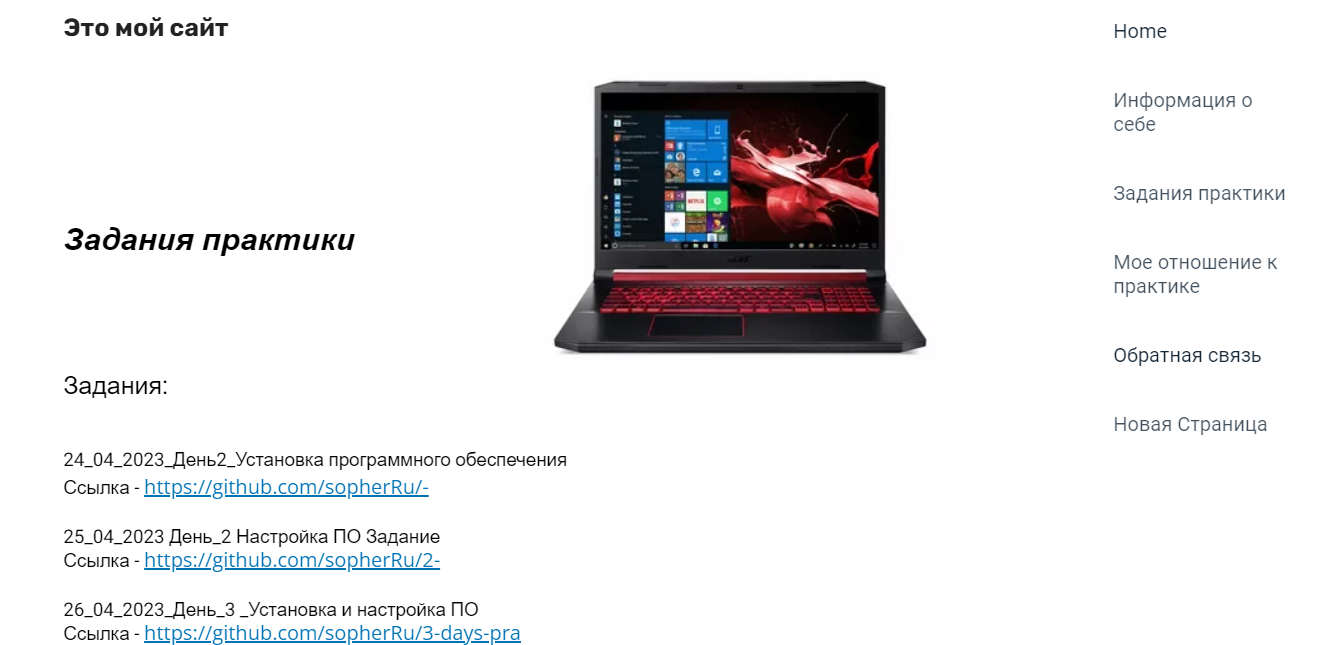 Это мой сайт
Home
Информация о
себе
Задания практики
Мое отношение к
практике
Обратная связь
Новая Страница
Задания практики
Задания:
24_04_2023_День2_Установка программного обеспечения
Ссылка - https://github.com/sopherRu/-
25_04_2023 День_2 Настройка ПО Задание
Ссылка - https://github.com/sopherRu/2-
26_04_2023_День_3 _Установка и настройка ПО
Ссылка - https://github.com/sopherRu/3-days-pra